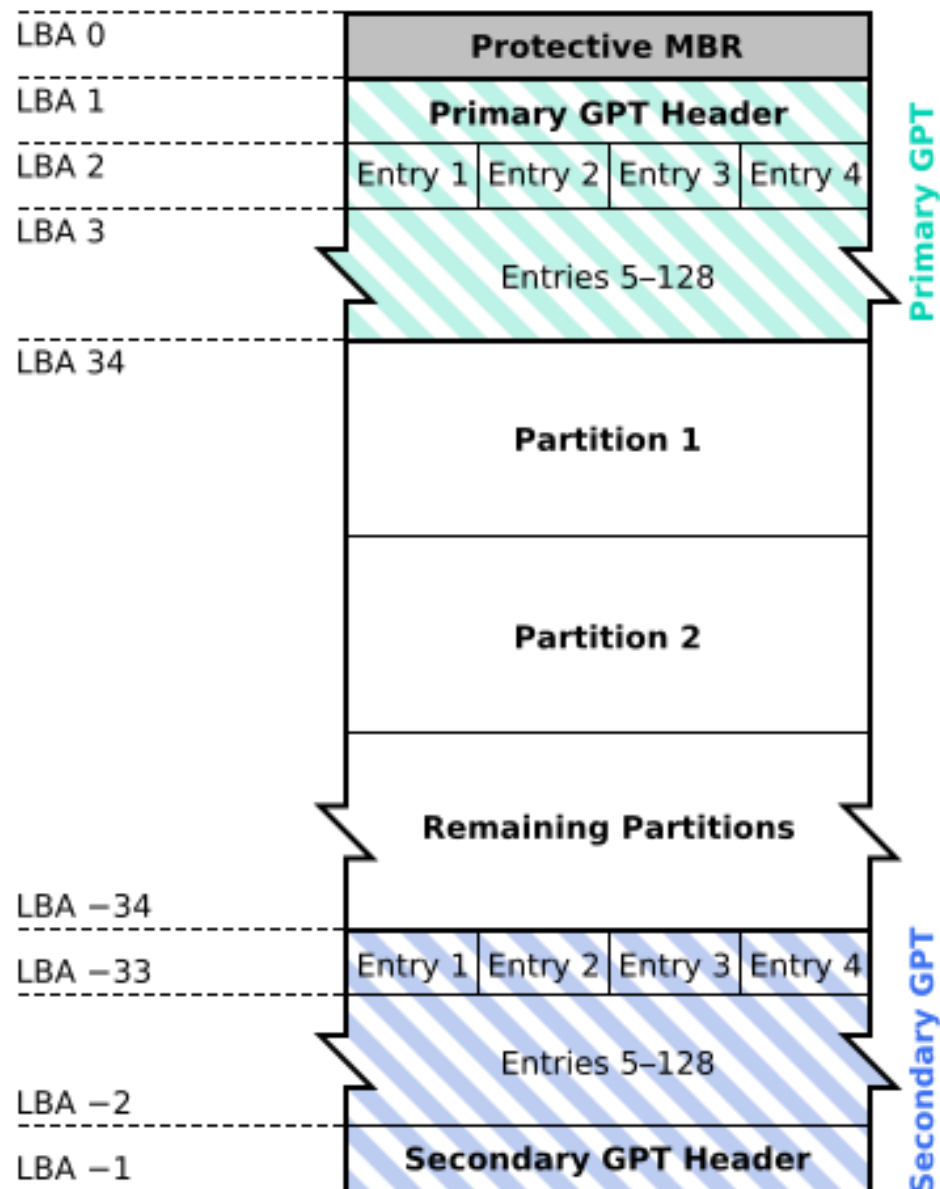 LBA 0
Protective MBR
LBA 1
Primary GPT Header
LBA 2
Entry 1 Entry 2 Entry 3 Entry 4
LBA 3
Entries 5–128
Primary GPT
LBA 34
Partition 1
Partition 2
Remaining Partitions
LBA −34
LBA −33
Entry 1 Entry 2 Entry 3 Entry 4
Entries 5–128
LBA −2
Secondary GPT Header
LBA −1
Secondary GPT